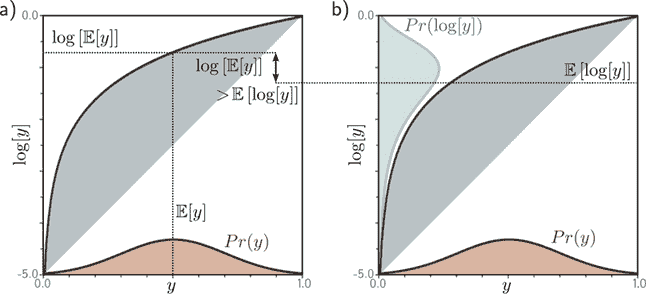 a)
0.0
log [𝔼[y]]
log [𝔼[y]]
> 𝔼 [log[y]]
log[y]
𝔼[y]
Pr(y)
-5.0
0.0
y
1.0
b)
0.0
Pr(log[y])
𝔼 [log[y]]
log[y]
Pr(y)
-5.0
0.0
y
1.0